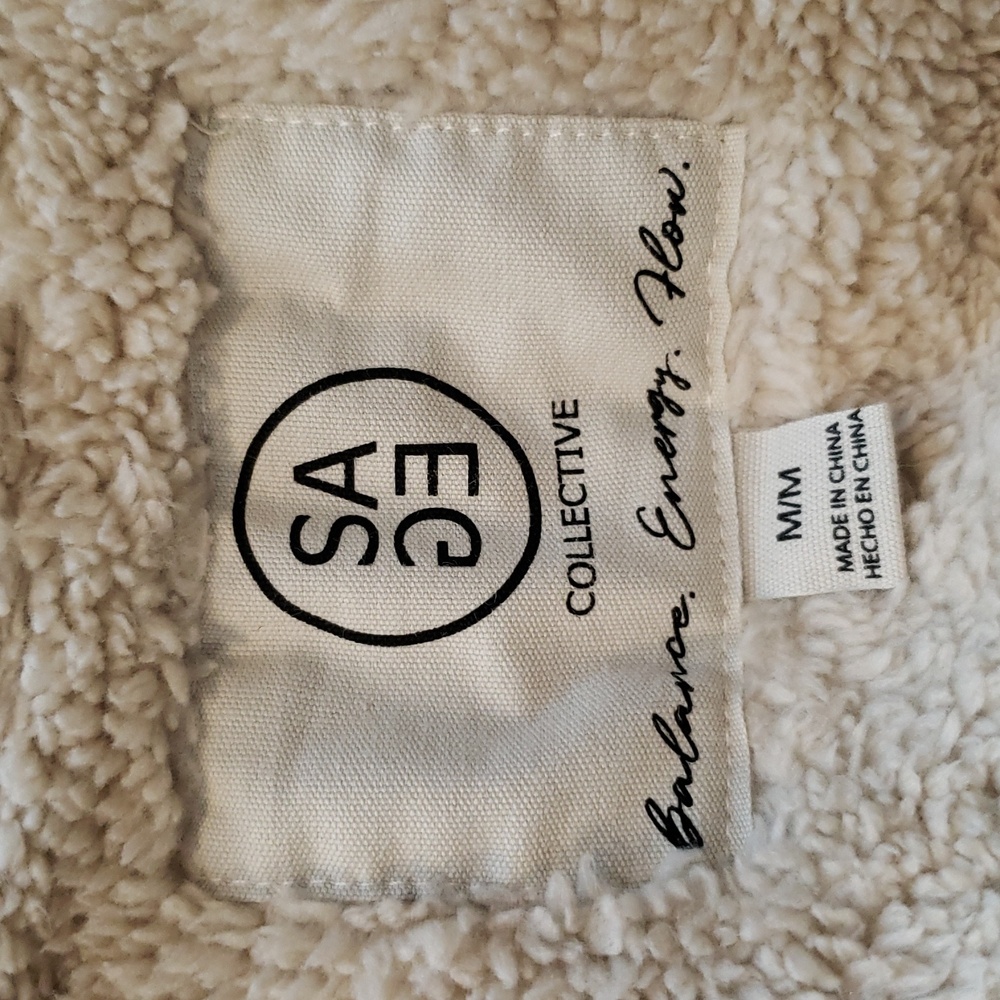 SA
GE
COLLECTIVE
Balance. Energy. Flow.
M/M
MADE IN CHINA
HECHO EN CHINA